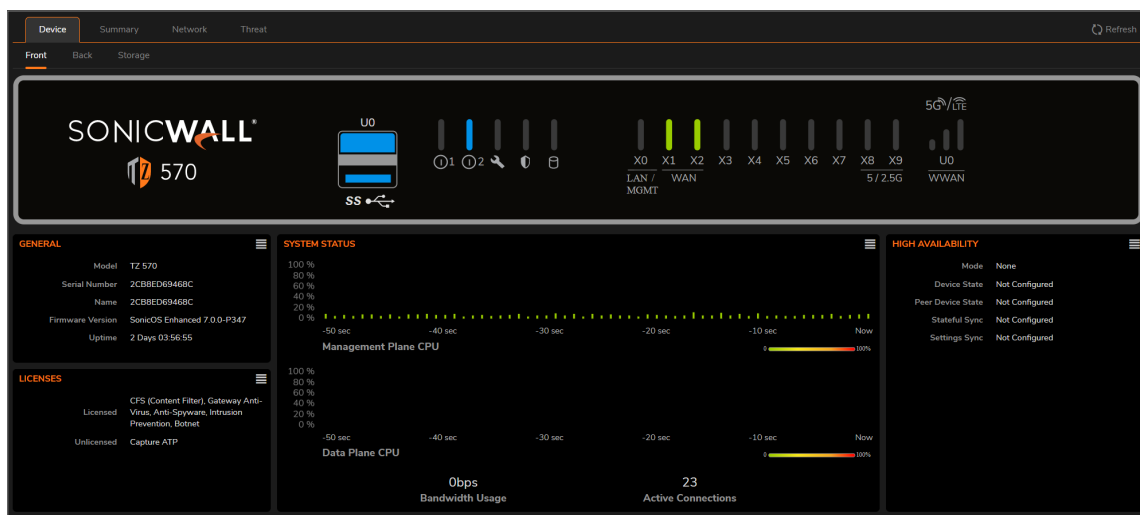 Device Summary Network Threat Refresh
Front Back Storage
5G/LTE
SONICWALL®
U0
TZ 570
1 2
X0 X1 X2 X3 X4 X5 X6 X7 X8 X9 U0
LAN / MGMT WAN 5 / 2.5G WWAN
SS
GENERAL
Model TZ 570
Serial Number 2CB8ED69468C
Name 2CB8ED69468C
Firmware Version SonicOS Enhanced 7.0.0-P347
Uptime 2 Days 03:56:55
LICENSES
Licensed CFS (Content Filter), Gateway Anti-
Virus, Anti-Spyware, Intrusion
Prevention, Botnet
Unlicensed Capture ATP
SYSTEM STATUS
100 %
80 %
60 %
40 %
20 %
0 %
-50 sec -40 sec -30 sec -20 sec -10 sec Now
Management Plane CPU 0 100%
100 %
80 %
60 %
40 %
20 %
0 %
-50 sec -40 sec -30 sec -20 sec -10 sec Now
Data Plane CPU 0 100%
0bps 23
Bandwidth Usage Active Connections
HIGH AVAILABILITY
Mode None
Device State Not Configured
Peer Device State Not Configured
Stateful Sync Not Configured
Settings Sync Not Configured